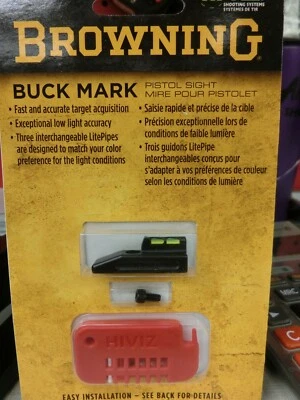 SHOOTING SYSTEMS
SYSTÈMES DE TIR
BROWNING
BUCK MARK
PISTOL SIGHT
MIRE POUR PISTOLET
• Fast and accurate target acquisition
• Exceptional low light accuracy
• Three interchangeable LitePipes
are designed to match your color
preference for the light conditions
• Saisie rapide et précise de la cible
• Précision exceptionnelle lors de
conditions de faible lumière
• Trois guidons LitePipe
interchangeables conçus pour
s'adapter à vos préférences de couleur
selon les conditions de lumière
HIVIZ
EASY INSTALLATION – SEE BACK FOR DETAILS